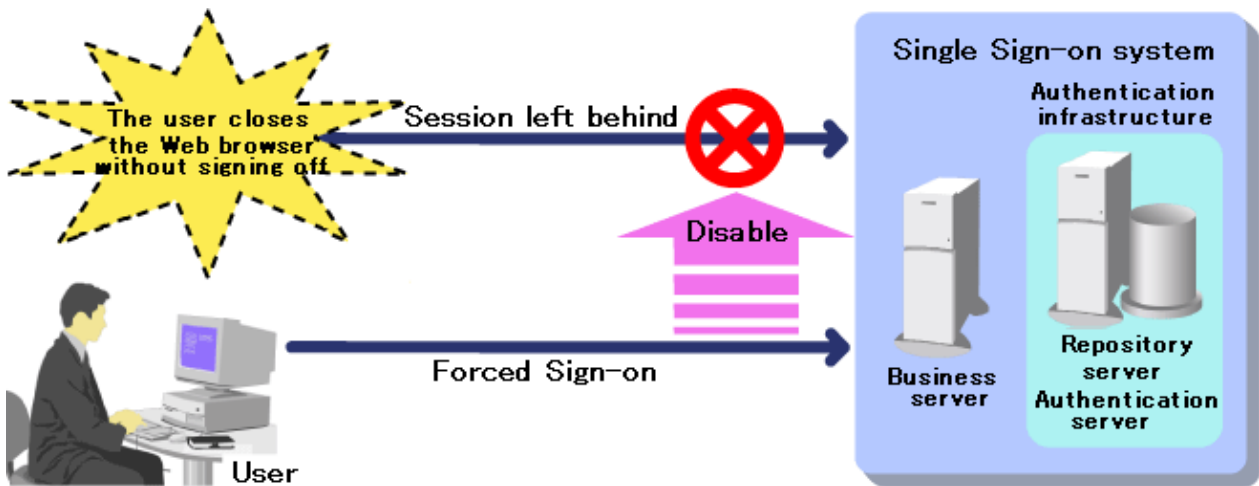 The user closes
the Web browser
without signing off
Session left behind
Disable
Forced Sign-on
User
Single Sign-on system
Authentication
infrastructure
Business
server
Repository
server
Authentication
server